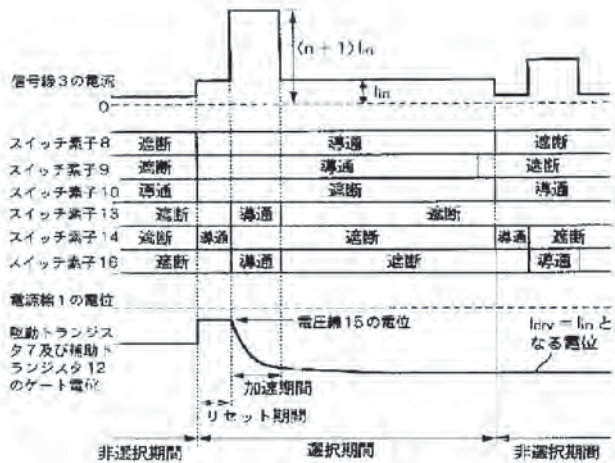 (n + 1) Iin
信号線3の電流
Iin
0
スイッチ素子8 遮断 導通 遮断
スイッチ素子9 遮断 導通 遮断
スイッチ素子10 導通 遮断 導通
スイッチ素子13 遮断 導通 遮断
スイッチ素子14 遮断 導通 遮断 導通 遮断
スイッチ素子16 遮断 導通 遮断 導通
電源線1の電位
電圧線15の電位
Idrv = Iin と
なる電位
駆動トランジス
タ7及び補助ト
ランジスタ12
のゲート電位
加速期間
リセット期間
非選択期間 選択期間 非選択期間